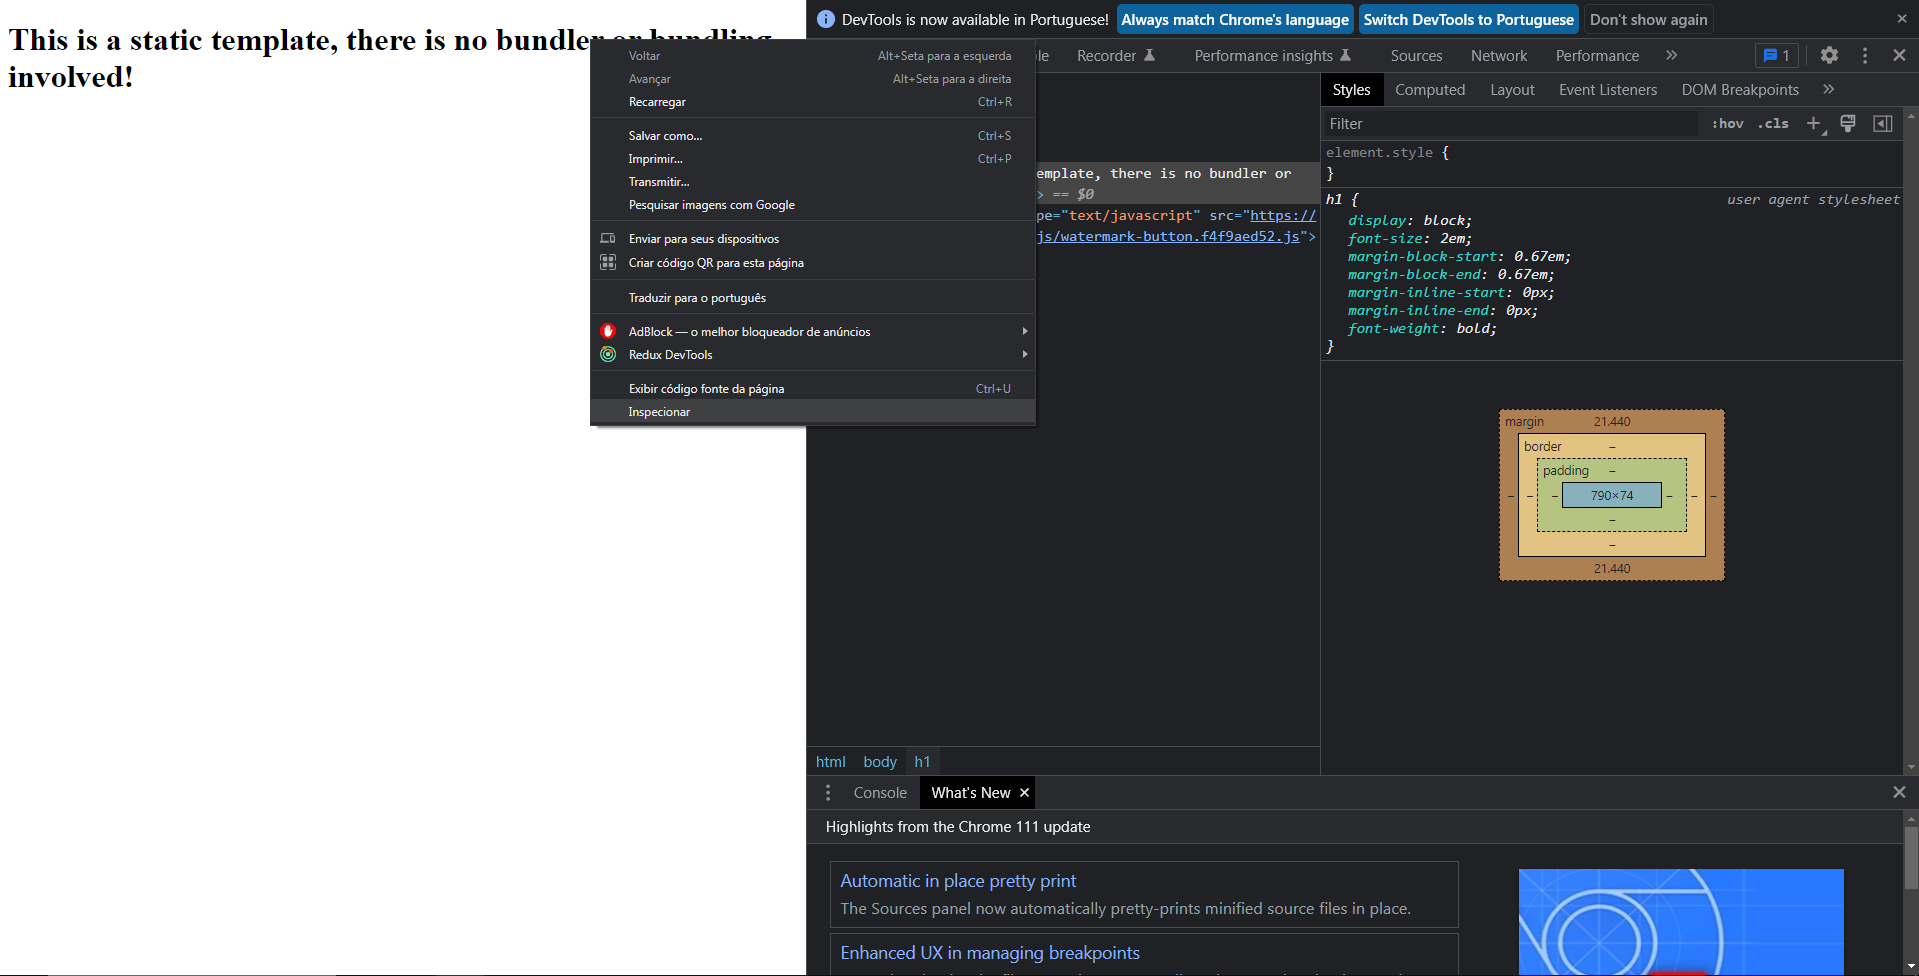 This is a static template, there is no bundler or bundling
involved!
Voltar Alt+Seta para a esquerda
Avançar Alt+Seta para a direita
Recarregar Ctrl+R
Salvar como... Ctrl+S
Imprimir... Ctrl+P
Transmitir...
Pesquisar imagens com Google
Enviar para seus dispositivos
Criar código QR para esta página
Traduzir para o português
AdBlock — o melhor bloqueador de anúncios
Redux DevTools
Exibir código fonte da página Ctrl+U
Inspecionar
DevTools is now available in Portuguese! Always match Chrome's language Switch DevTools to Portuguese Don't show again
le Recorder Performance insights Sources Network Performance » 1
emplate, there is no bundler or
> == $0
pe="text/javascript" src="https://
js/watermark-button.f4f9aed52.js">
Styles Computed Layout Event Listeners DOM Breakpoints »
Filter :hov .cls +
element.style {
}
h1 { user agent stylesheet
display: block;
font-size: 2em;
margin-block-start: 0.67em;
margin-block-end: 0.67em;
margin-inline-start: 0px;
margin-inline-end: 0px;
font-weight: bold;
}
margin 21.440
border –
padding –
– – – 790×74 – – –
–
–
21.440
html body h1
Console What's New
Highlights from the Chrome 111 update
Automatic in place pretty print
The Sources panel now automatically pretty-prints minified source files in place.
Enhanced UX in managing breakpoints